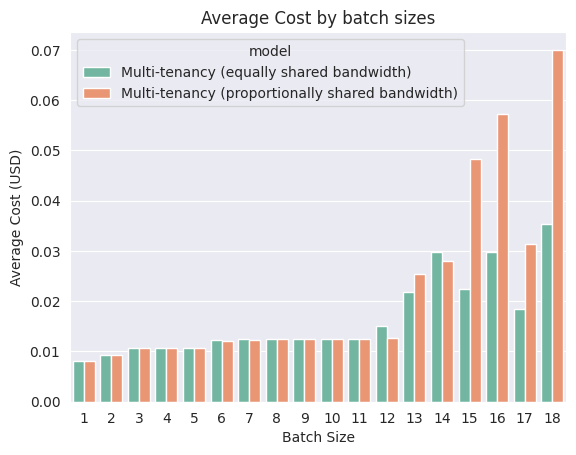 Average Cost by batch sizes
model
Multi-tenancy (equally shared bandwidth)
Multi-tenancy (proportionally shared bandwidth)
Average Cost (USD)
0.07
0.06
0.05
0.04
0.03
0.02
0.01
0.00
1 2 3 4 5 6 7 8 9 10 11 12 13 14 15 16 17 18
Batch Size